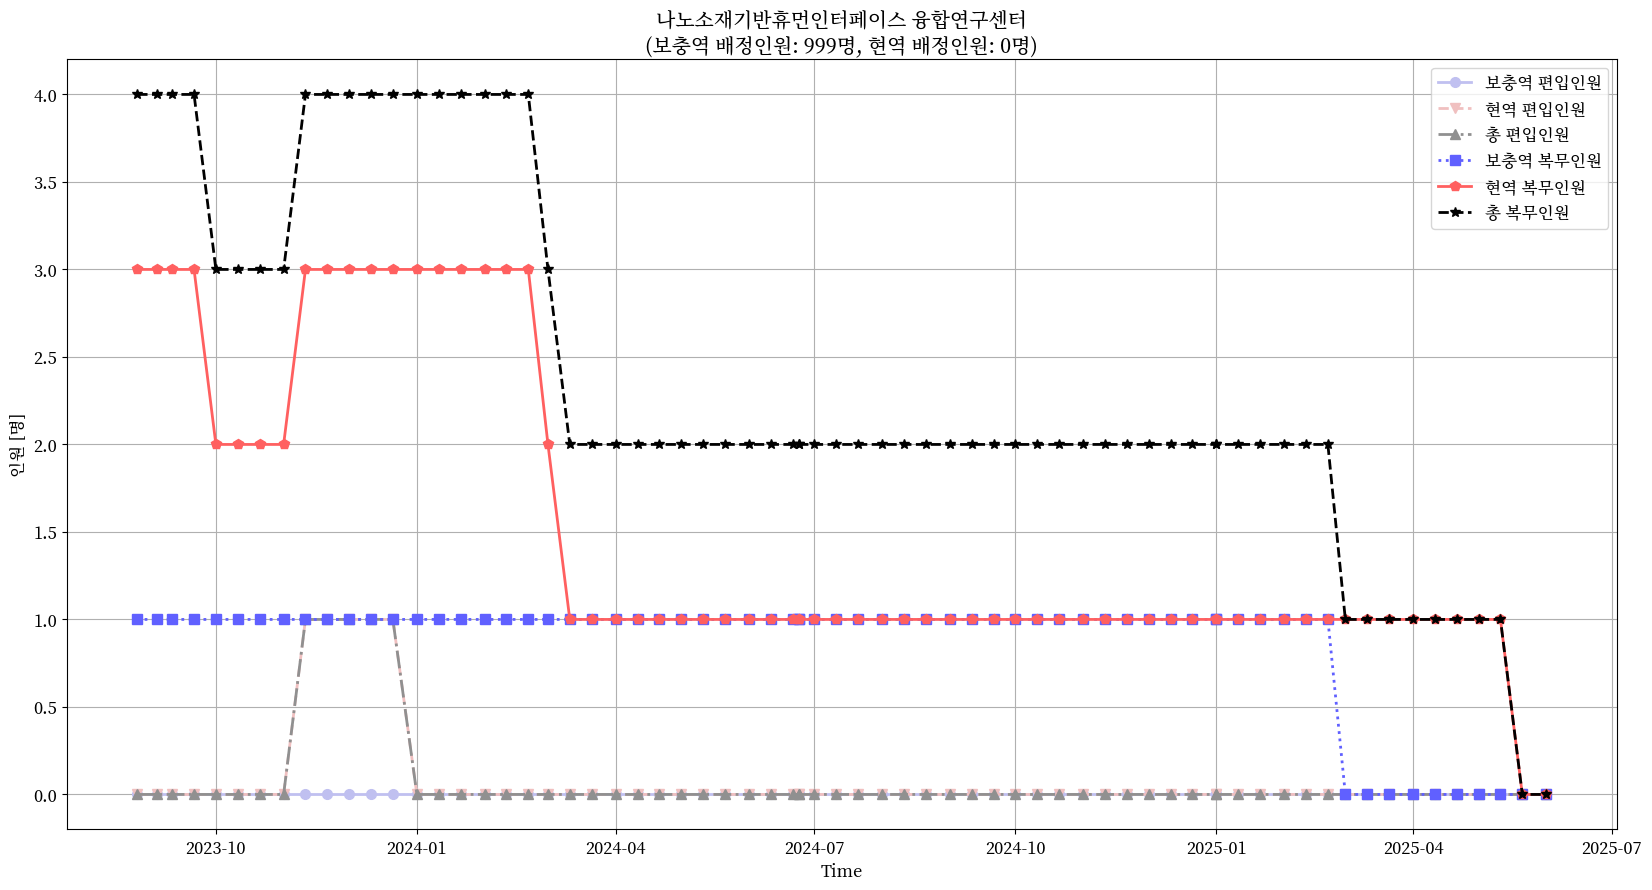 나노소재기반휴먼인터페이스 융합연구센터
(보충역 배정인원: 999명, 현역 배정인원: 0명)
보충역 편입인원
현역 편입인원
총 편입인원
보충역 복무인원
현역 복무인원
총 복무인원
인원 [명]
4.0
3.5
3.0
2.5
2.0
1.5
1.0
0.5
0.0
2023-10
2024-01
2024-04
2024-07
2024-10
2025-01
2025-04
2025-07
Time